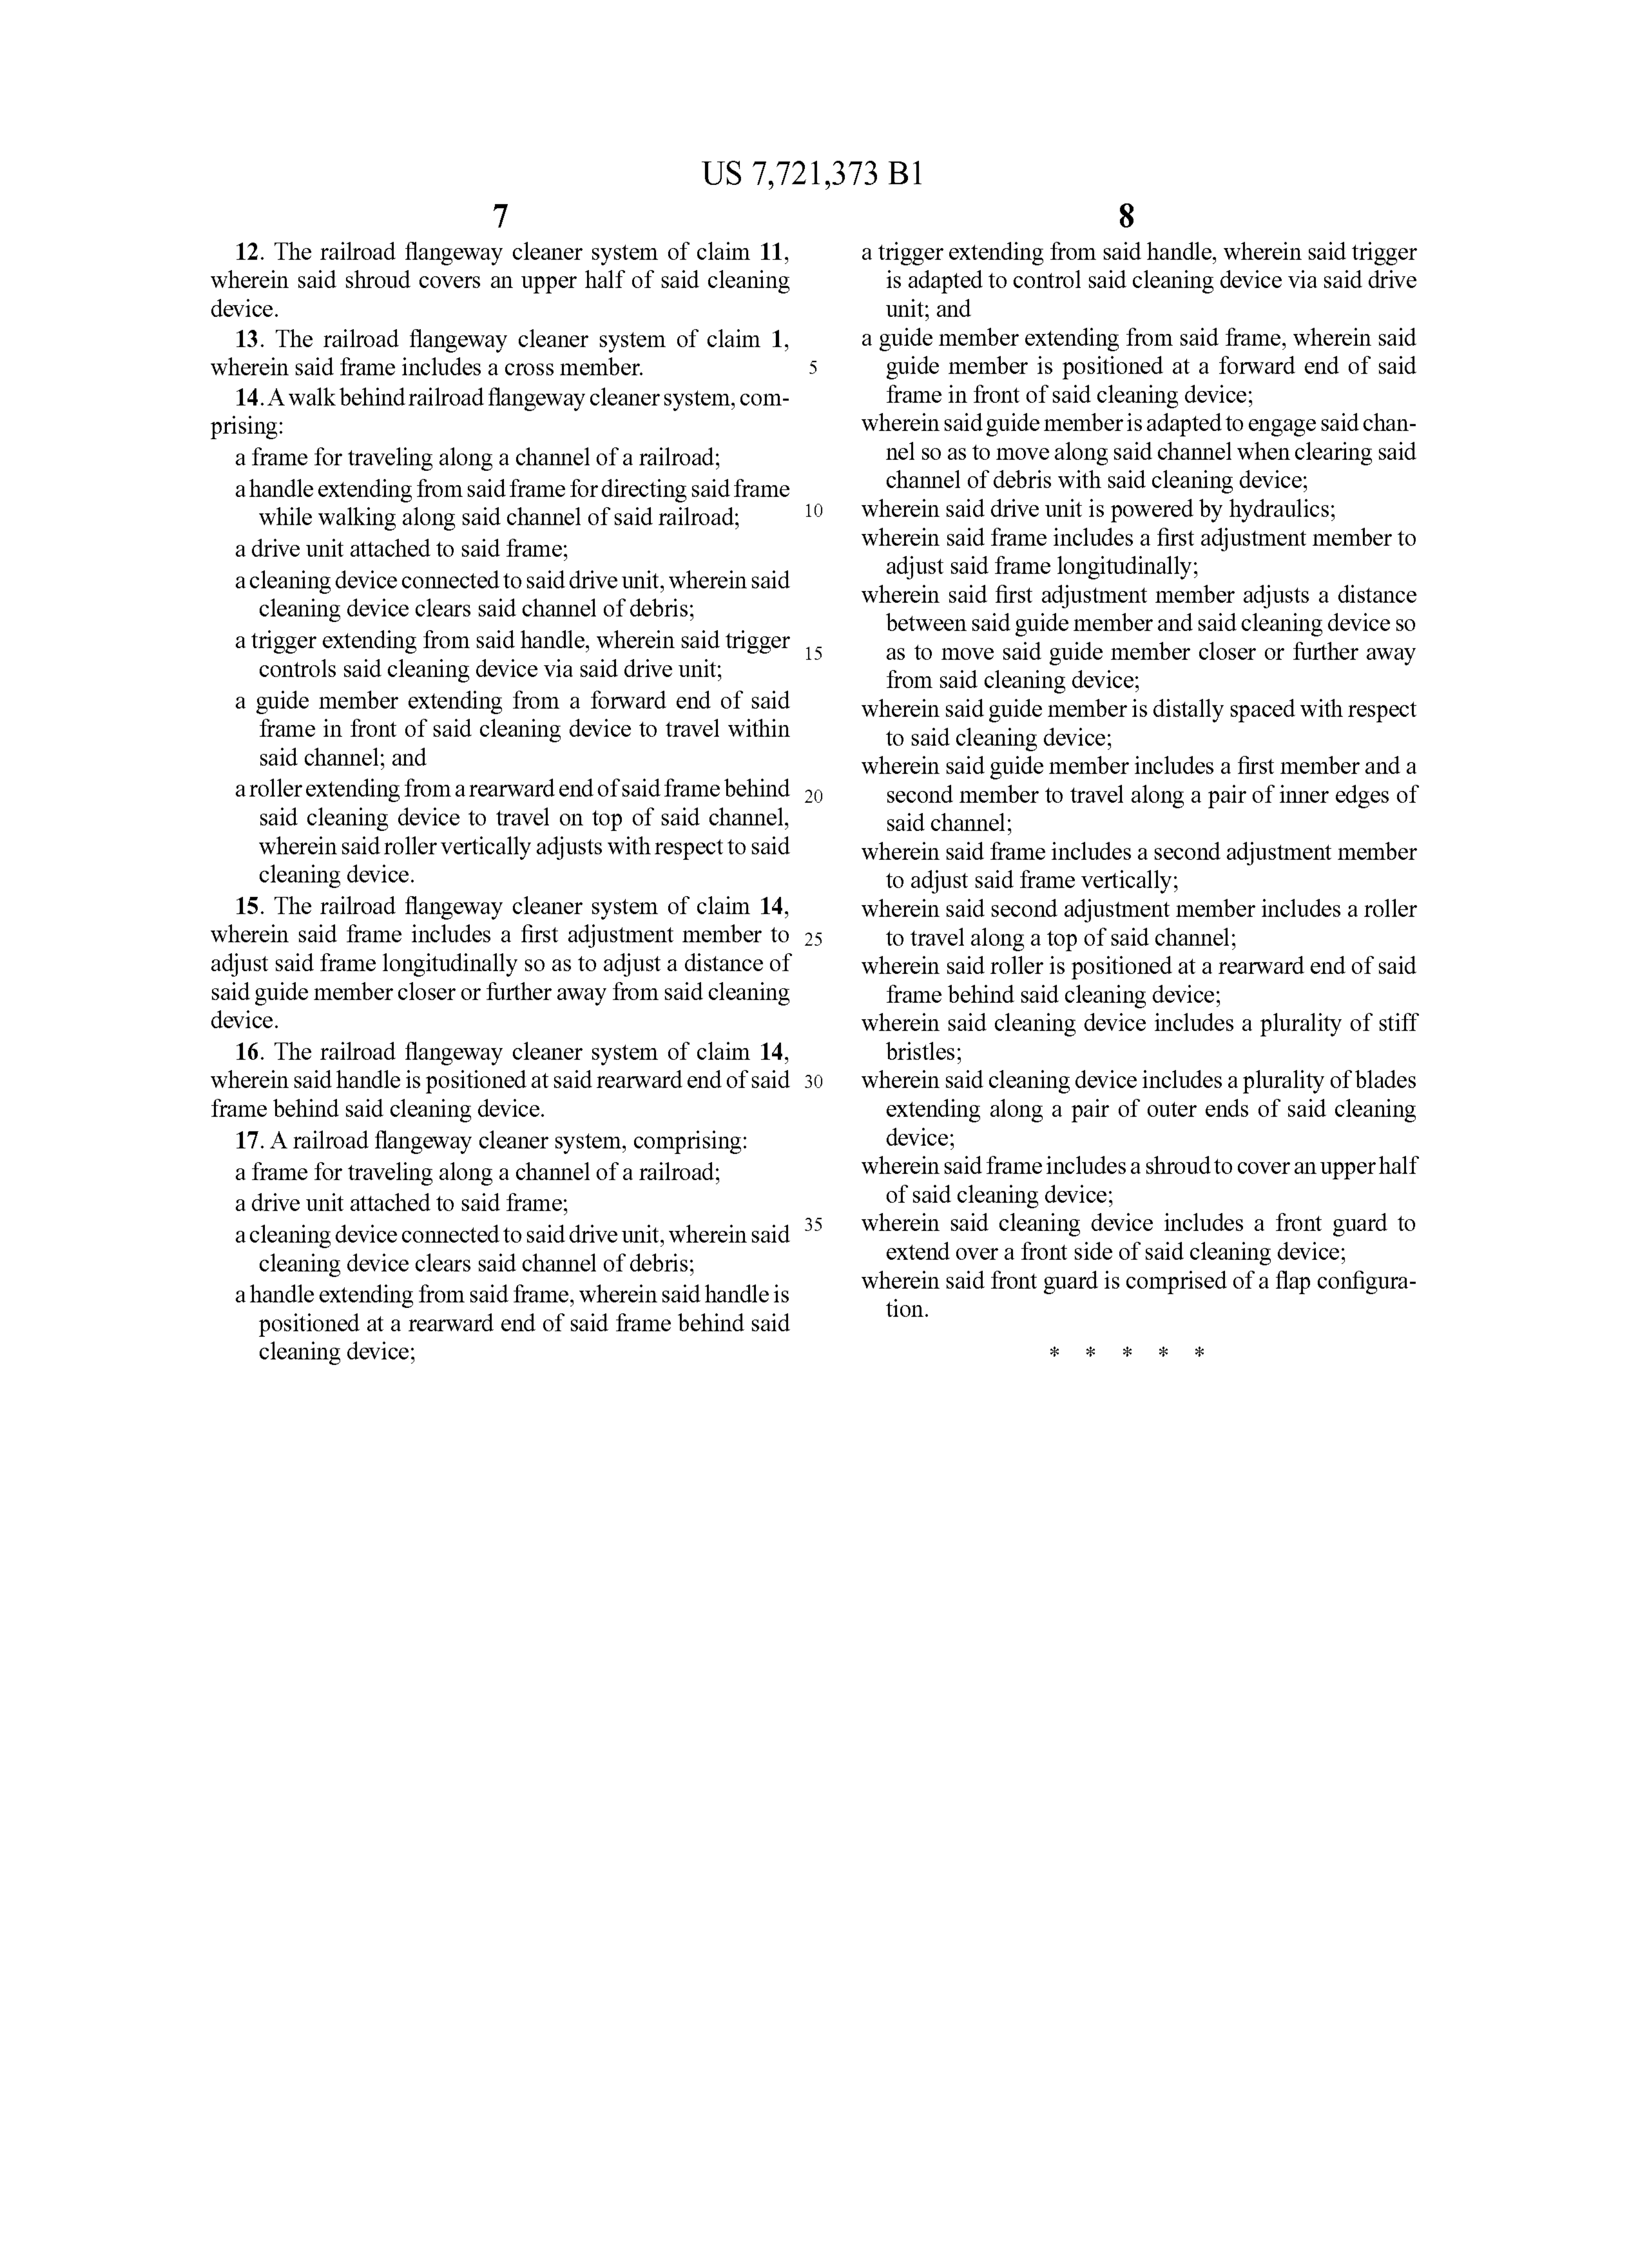 US 7,721,373 B1
7
12. The railroad flangeway cleaner system of claim 11,
wherein said shroud covers an upper half of said cleaning
device.
13. The railroad flangeway cleaner system of claim 1,
wherein said frame includes a cross member.
14. A walk behind railroad flangeway cleaner system, com-
prising:
a frame for traveling along a channel of a railroad;
a handle extending from said frame for directing said frame
while walking along said channel of said railroad;
a drive unit attached to said frame;
a cleaning device connected to said drive unit, wherein said
cleaning device clears said channel of debris;
a trigger extending from said handle, wherein said trigger
controls said cleaning device via said drive unit;
a guide member extending from a forward end of said
frame in front of said cleaning device to travel within
said channel; and
a roller extending from a rearward end of said frame behind
said cleaning device to travel on top of said channel,
wherein said roller vertically adjusts with respect to said
cleaning device.
15. The railroad flangeway cleaner system of claim 14,
wherein said frame includes a first adjustment member to
adjust said frame longitudinally so as to adjust a distance of
said guide member closer or further away from said cleaning
device.
16. The railroad flangeway cleaner system of claim 14,
wherein said handle is positioned at said rearward end of said
frame behind said cleaning device.
17. A railroad flangeway cleaner system, comprising:
a frame for traveling along a channel of a railroad;
a drive unit attached to said frame;
a cleaning device connected to said drive unit, wherein said
cleaning device clears said channel of debris;
a handle extending from said frame, wherein said handle is
positioned at a rearward end of said frame behind said
cleaning device;
5
10
15
20
25
30
35
8
a trigger extending from said handle, wherein said trigger
is adapted to control said cleaning device via said drive
unit; and
a guide member extending from said frame, wherein said
guide member is positioned at a forward end of said
frame in front of said cleaning device;
wherein said guide member is adapted to engage said chan-
nel so as to move along said channel when clearing said
channel of debris with said cleaning device;
wherein said drive unit is powered by hydraulics;
wherein said frame includes a first adjustment member to
adjust said frame longitudinally;
wherein said first adjustment member adjusts a distance
between said guide member and said cleaning device so
as to move said guide member closer or further away
from said cleaning device;
wherein said guide member is distally spaced with respect
to said cleaning device;
wherein said guide member includes a first member and a
second member to travel along a pair of inner edges of
said channel;
wherein said frame includes a second adjustment member
to adjust said frame vertically;
wherein said second adjustment member includes a roller
to travel along a top of said channel;
wherein said roller is positioned at a rearward end of said
frame behind said cleaning device;
wherein said cleaning device includes a plurality of stiff
bristles;
wherein said cleaning device includes a plurality of blades
extending along a pair of outer ends of said cleaning
device;
wherein said frame includes a shroud to cover an upper half
of said cleaning device;
wherein said cleaning device includes a front guard to
extend over a front side of said cleaning device;
wherein said front guard is comprised of a flap configura-
tion.
* * * * *